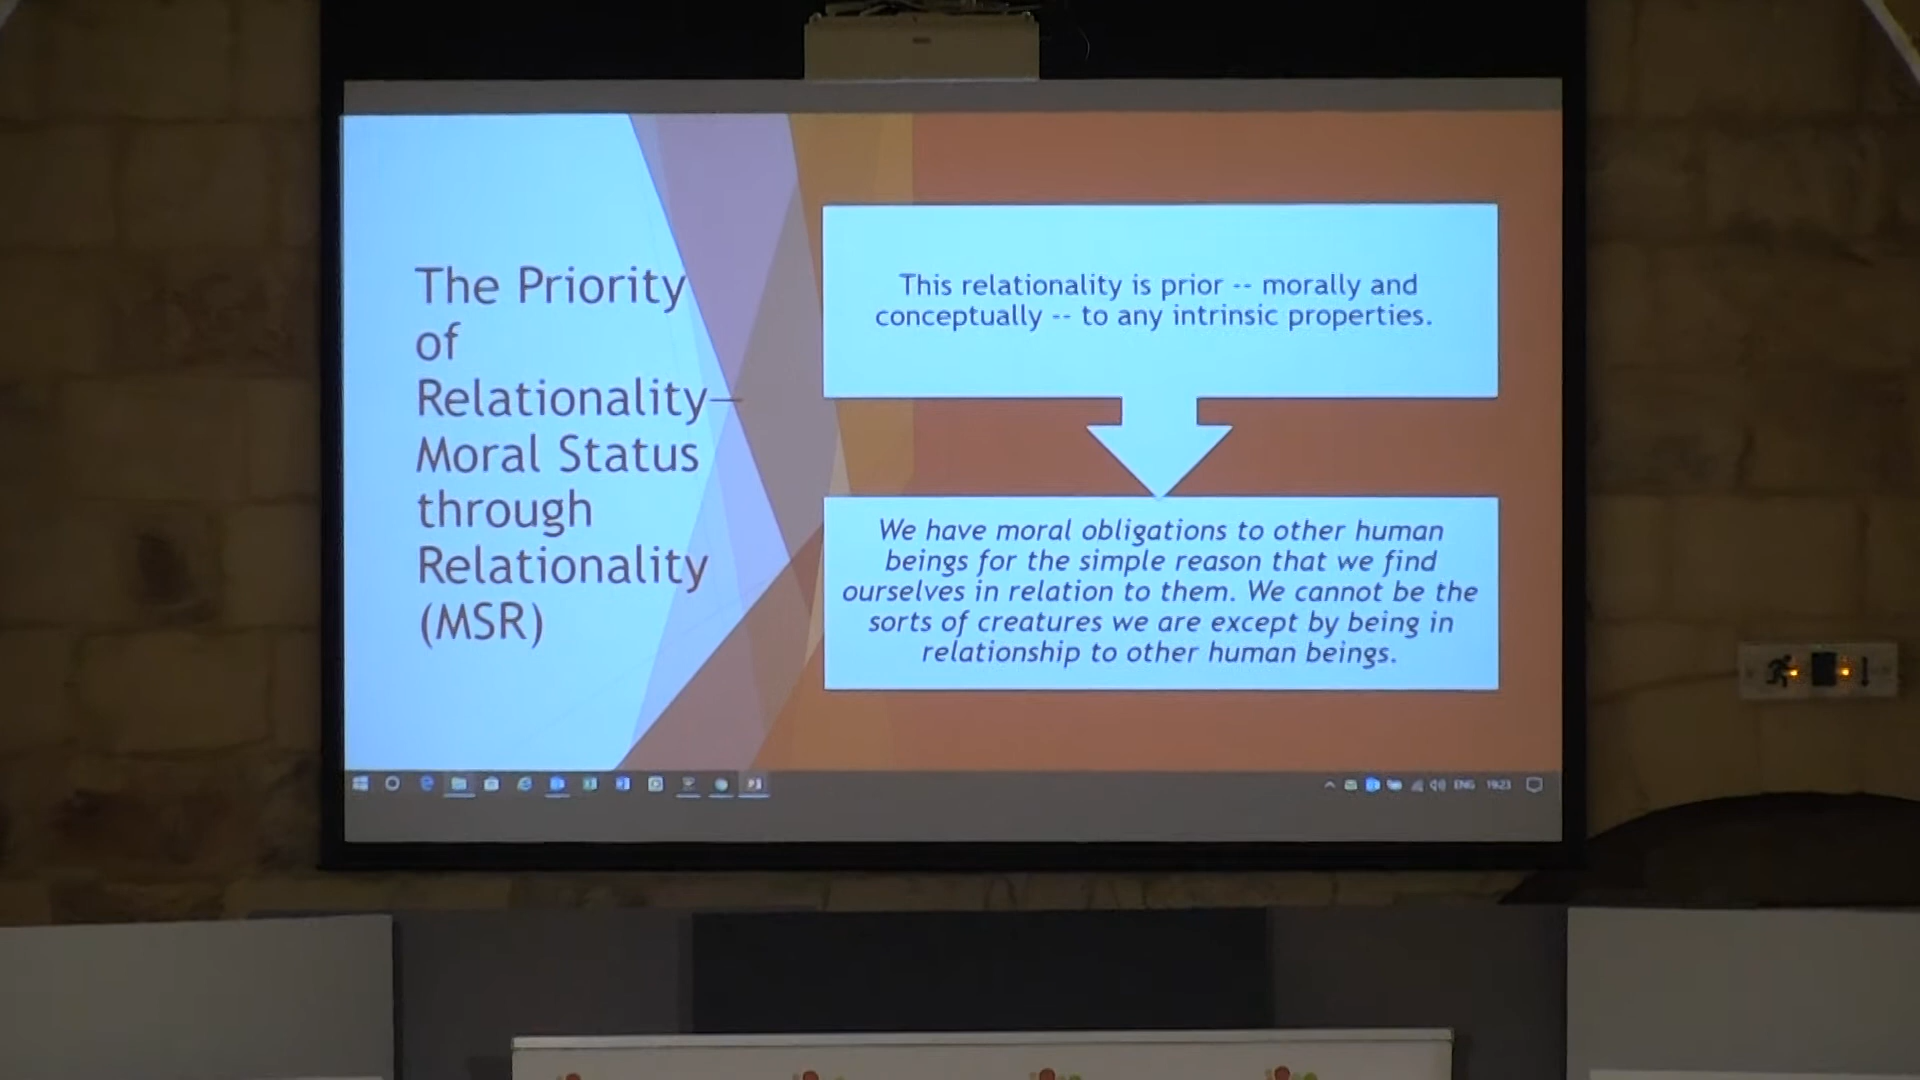 The Priority
of
Relationality—
Moral Status
through
Relationality
(MSR)
This relationality is prior -- morally and
conceptually -- to any intrinsic properties.
We have moral obligations to other human
beings for the simple reason that we find
ourselves in relation to them. We cannot be the
sorts of creatures we are except by being in
relationship to other human beings.
ENG 19:23